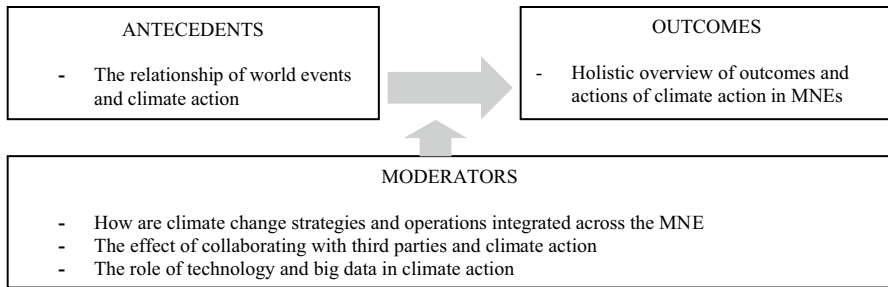 ANTECEDENTS
- The relationship of world events
and climate action
OUTCOMES
- Holistic overview of outcomes and
actions of climate action in MNEs
MODERATORS
- How are climate change strategies and operations integrated across the MNE
- The effect of collaborating with third parties and climate action
- The role of technology and big data in climate action